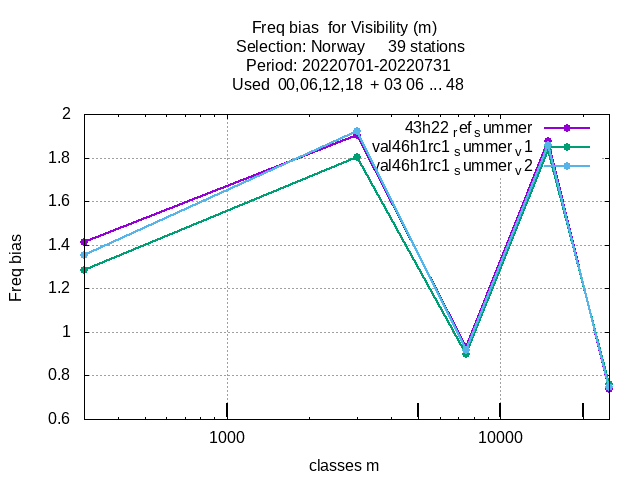 Freq bias  for Visibility (m)
Selection: Norway     39 stations
Period: 20220701-20220731
Used  00,06,12,18  + 03 06 ... 48
43h22 ref summer
val46h1rc1 summer v1
val46h1rc1 summer v2
Freq bias
2
1.8
1.6
1.4
1.2
1
0.8
0.6
1000
10000
classes m